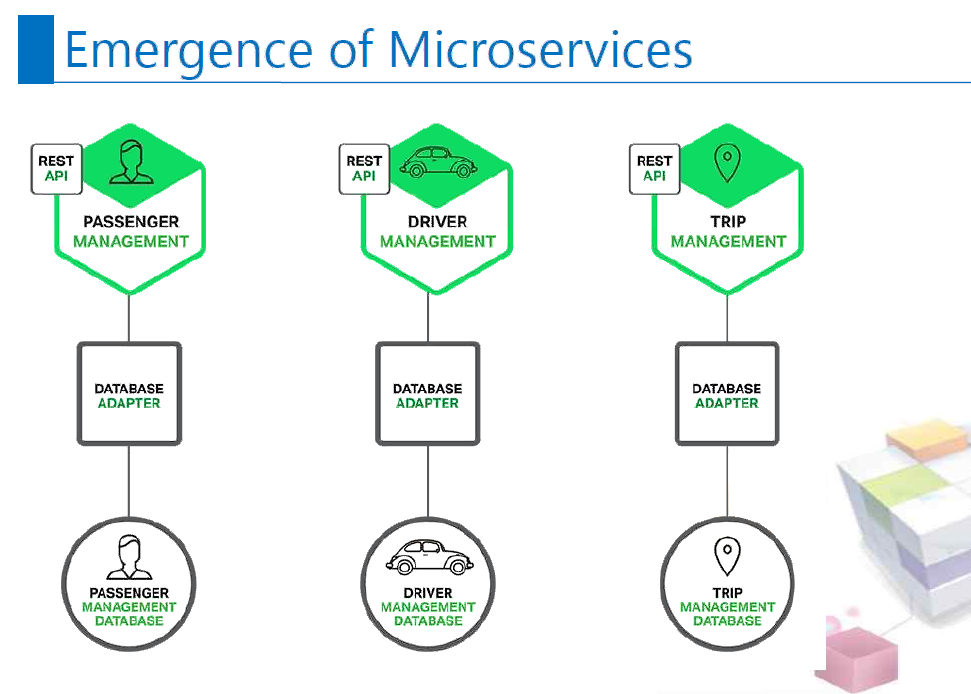 Emergence of Microservices
REST
API
PASSENGER
MANAGEMENT
REST
API
DRIVER
MANAGEMENT
REST
API
TRIP
MANAGEMENT
DATABASE
ADAPTER
DATABASE
ADAPTER
DATABASE
ADAPTER
PASSENGER
MANAGEMENT
DATABASE
DRIVER
MANAGEMENT
DATABASE
TRIP
MANAGEMENT
DATABASE